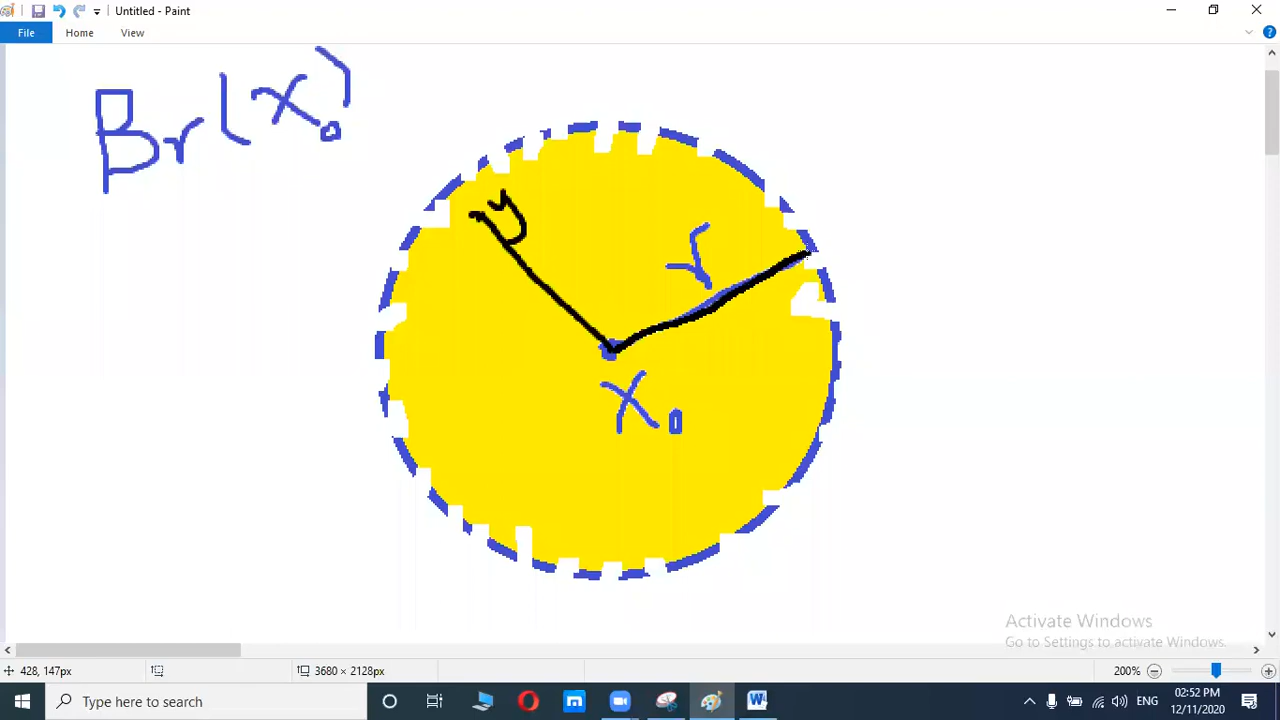 Untitled - Paint
File Home View
Br(x₀)
y
r
x₀
Activate Windows
Go to Settings to activate Windows.
428, 147px
3680 × 2128px
200%
Type here to search
ENG
02:52 PM
12/11/2020